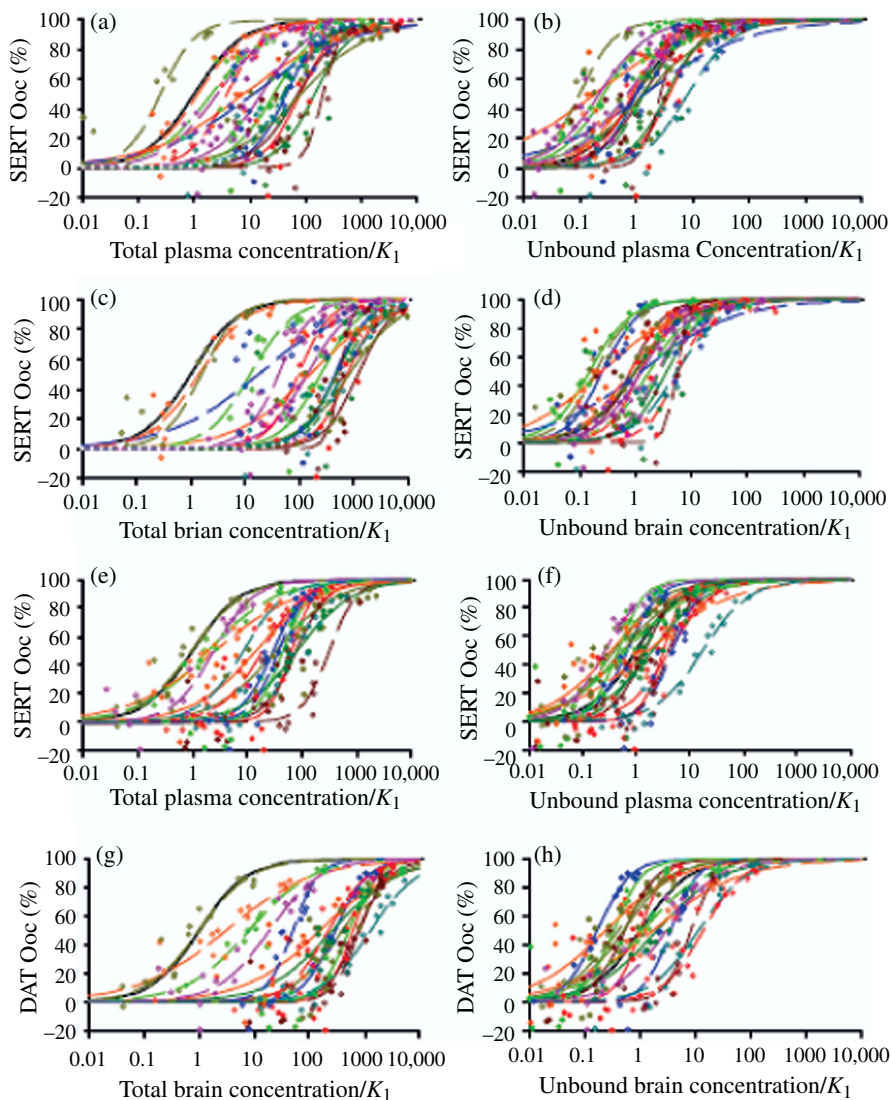 (a)
SERT Ooc (%)
100
80
60
40
20
0
−20
0.01 0.1 1 10 100 1000 10,000
Total plasma concentration/K1
(b)
SERT Ooc (%)
100
80
60
40
20
0
−20
0.01 0.1 1 10 100 1000 10,000
Unbound plasma Concentration/K1
(c)
SERT Ooc (%)
100
80
60
40
20
0
−20
0.01 0.1 1 10 100 1000 10,000
Total brian concentration/K1
(d)
SERT Ooc (%)
100
80
60
40
20
0
−20
0.01 0.1 1 10 100 1000 10,000
Unbound brain concentration/K1
(e)
SERT Ooc (%)
100
80
60
40
20
0
−20
0.01 0.1 1 10 100 1000 10,000
Total plasma concentration/K1
(f)
SERT Ooc (%)
100
80
60
40
20
0
−20
0.01 0.1 1 10 100 1000 10,000
Unbound plasma concentration/K1
(g)
DAT Ooc (%)
100
80
60
40
20
0
−20
0.01 0.1 1 10 100 1000 10,000
Total brain concentration/K1
(h)
DAT Ooc (%)
100
80
60
40
20
0
−20
0.01 0.1 1 10 100 1000 10,000
Unbound brain concentration/K1